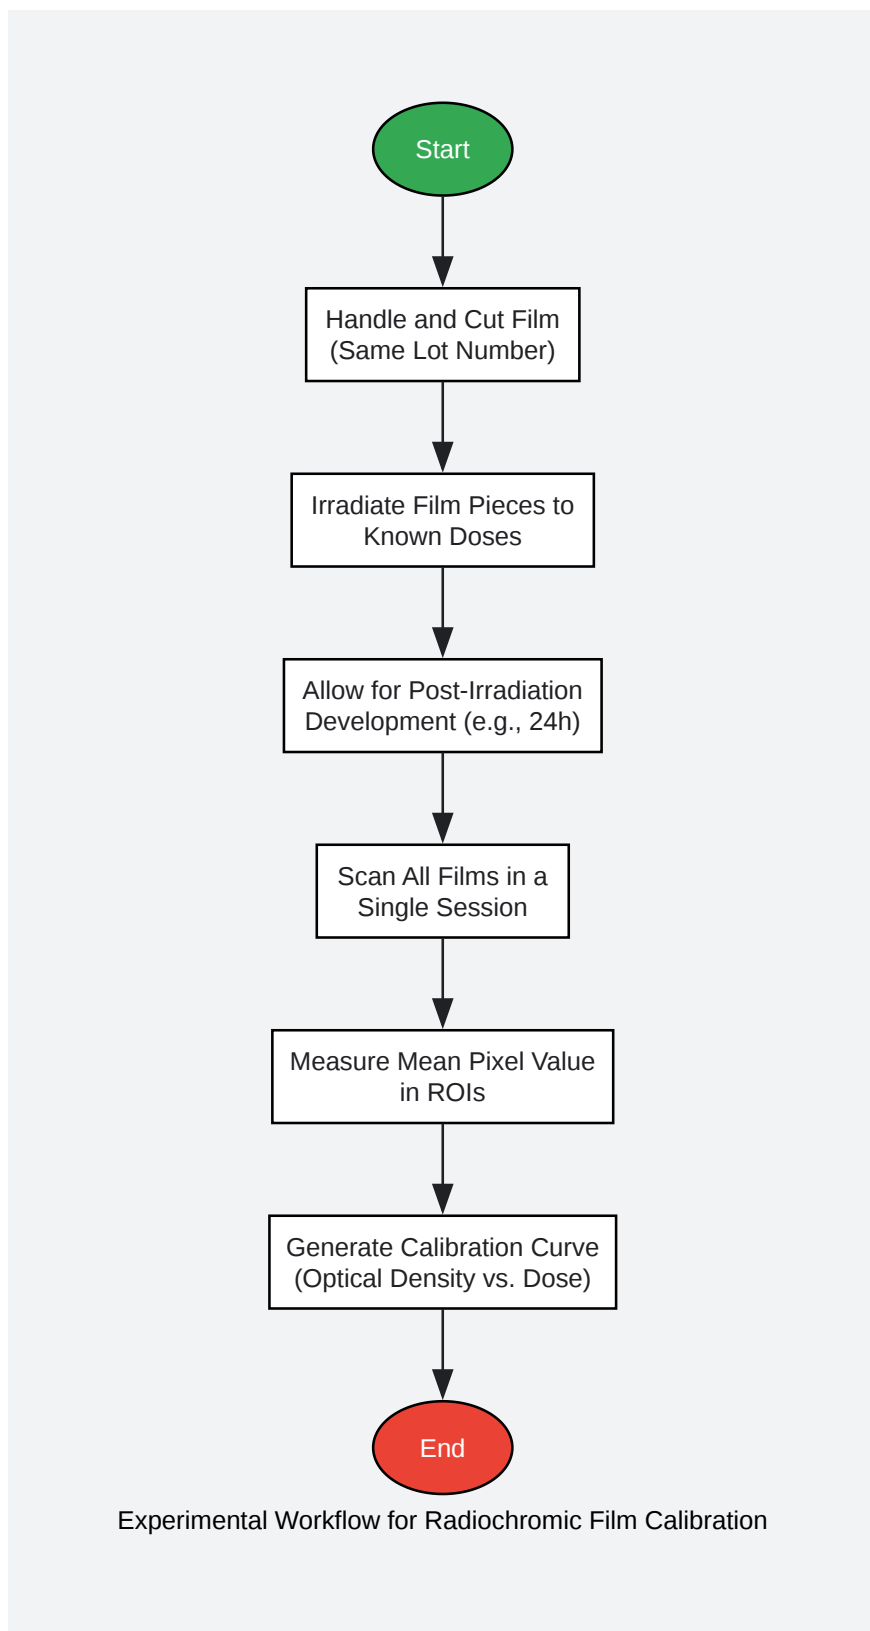 Start
Handle and Cut Film
(Same Lot Number)
Irradiate Film Pieces to
Known Doses
Allow for Post-Irradiation
Development (e.g., 24h)
Scan All Films in a
Single Session
Measure Mean Pixel Value
in ROIs
Generate Calibration Curve
(Optical Density vs. Dose)
End
Experimental Workflow for Radiochromic Film Calibration